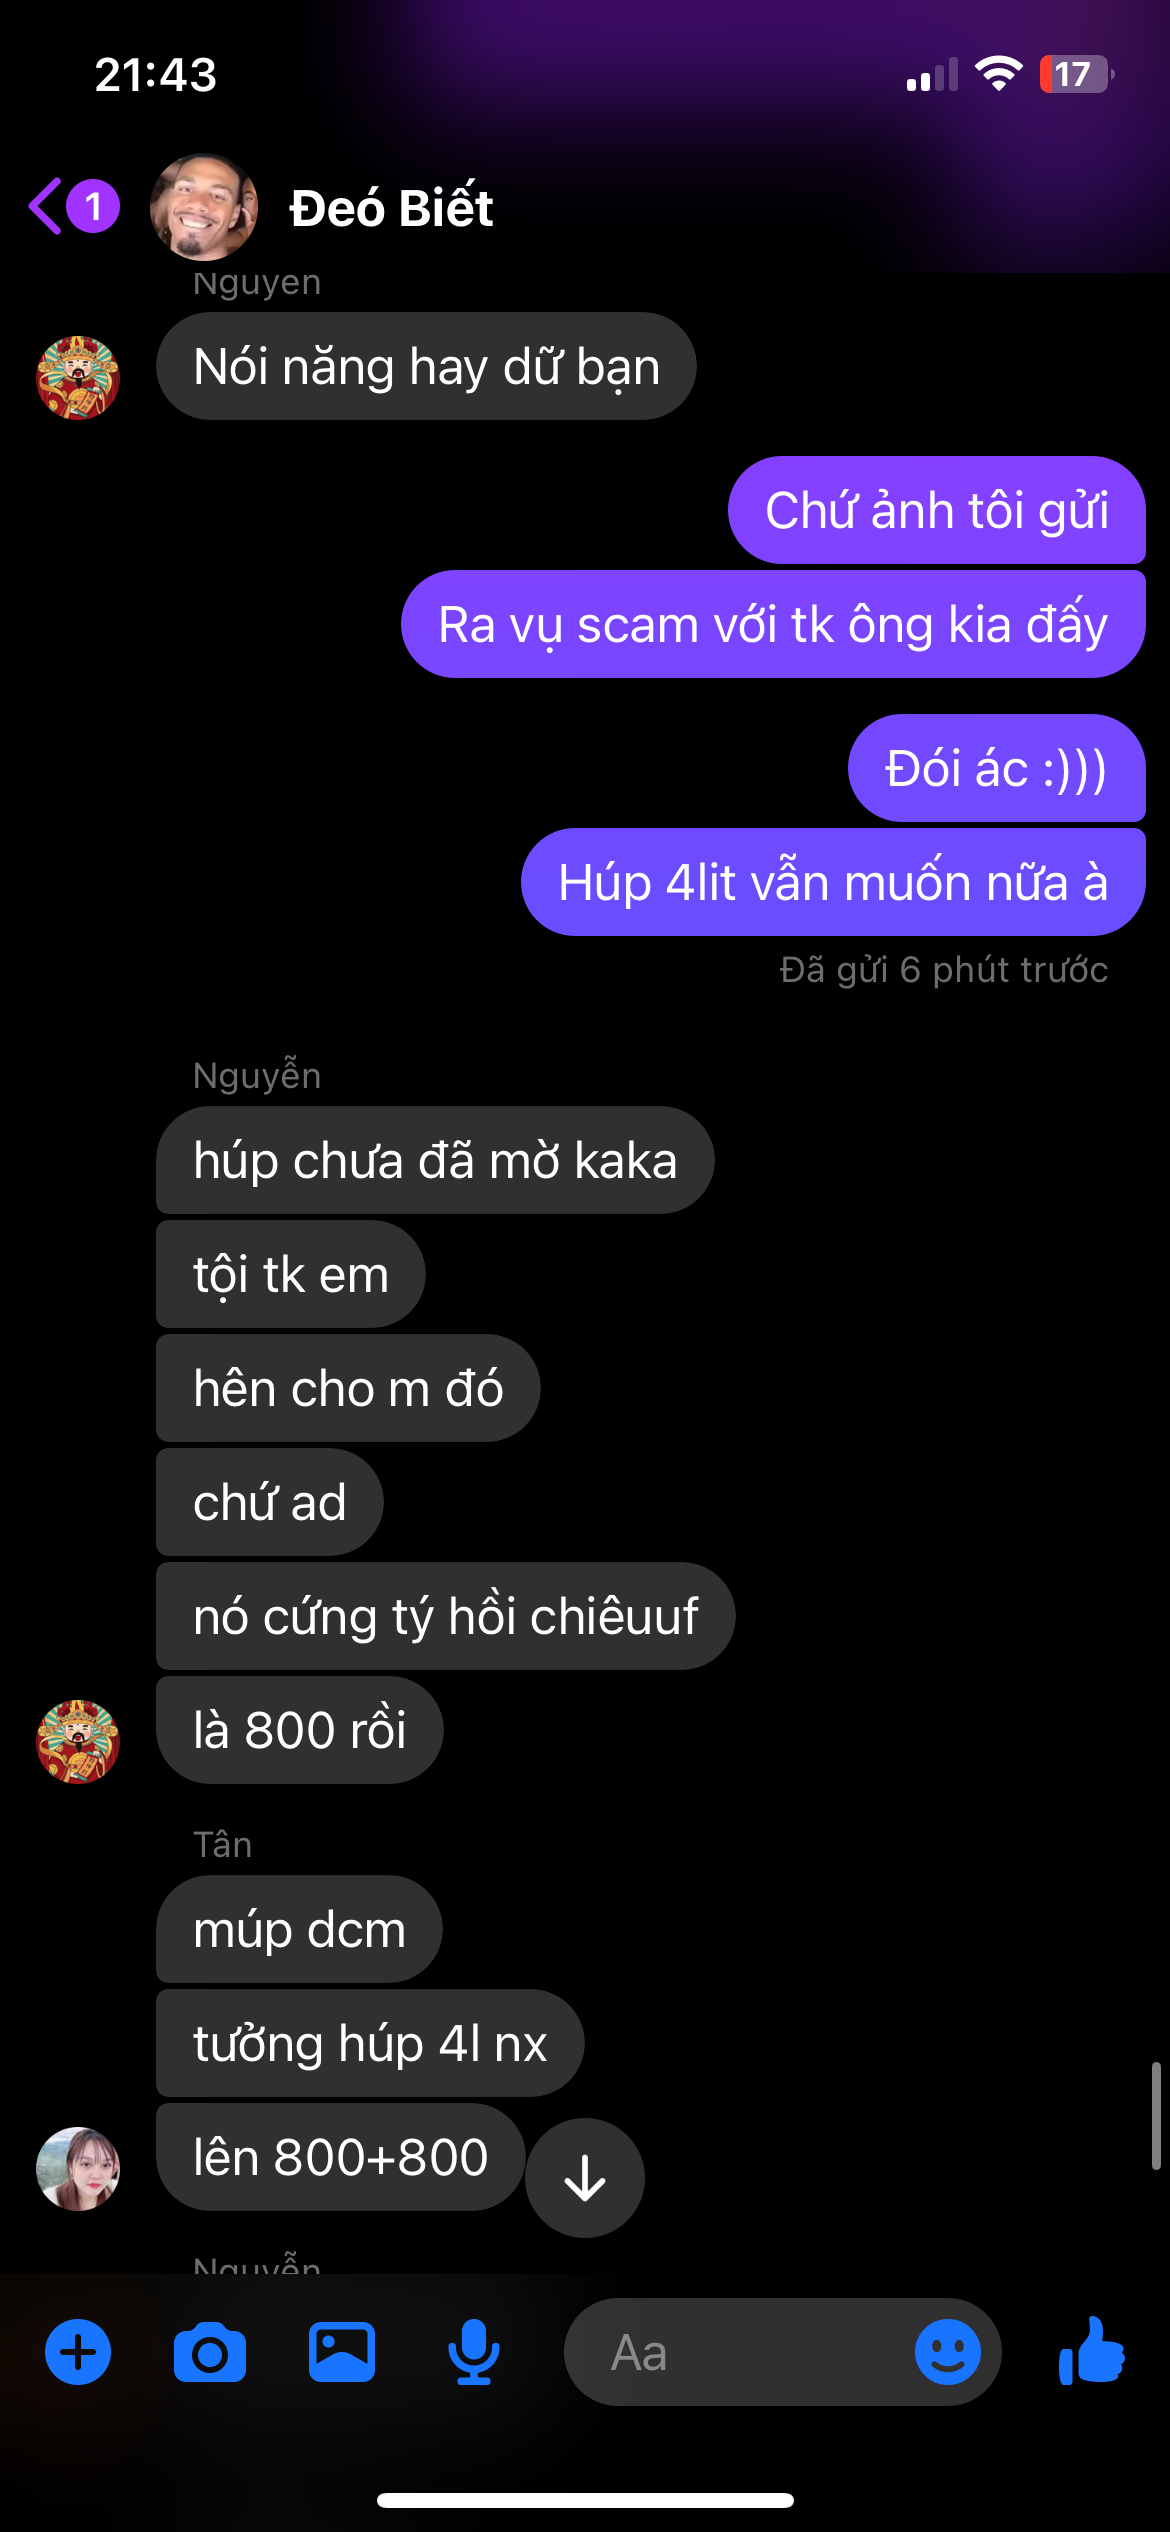 21:43
17
1
Đeó Biết
Nguyen
Nói năng hay dữ bạn
Chứ ảnh tôi gửi
Ra vụ scam với tk ông kia đấy
Đói ác :)))
Húp 4lit vẫn muốn nữa à
Đã gửi 6 phút trước
Nguyễn
húp chưa đã mờ kaka
tội tk em
hên cho m đó
chứ ad
nó cứng tý hồi chiêuuf
là 800 rồi
Tân
múp dcm
tưởng húp 4l nx
lên 800+800
Nguyễn
Aa